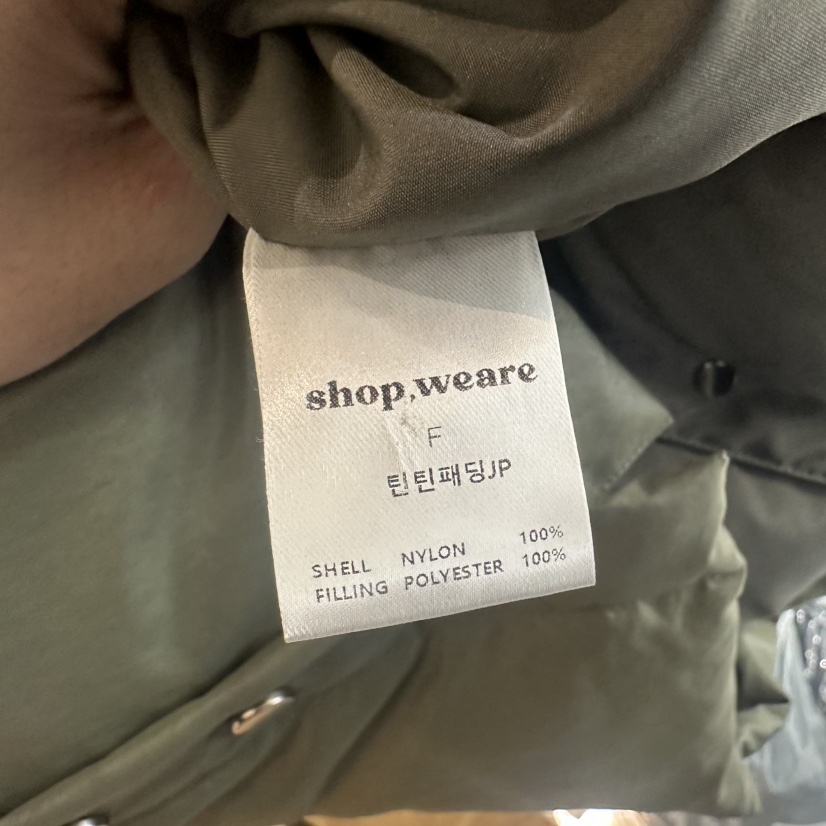 shop,weare
F
틴틴패딩JP
SHELL NYLON 100%
FILLING POLYESTER 100%